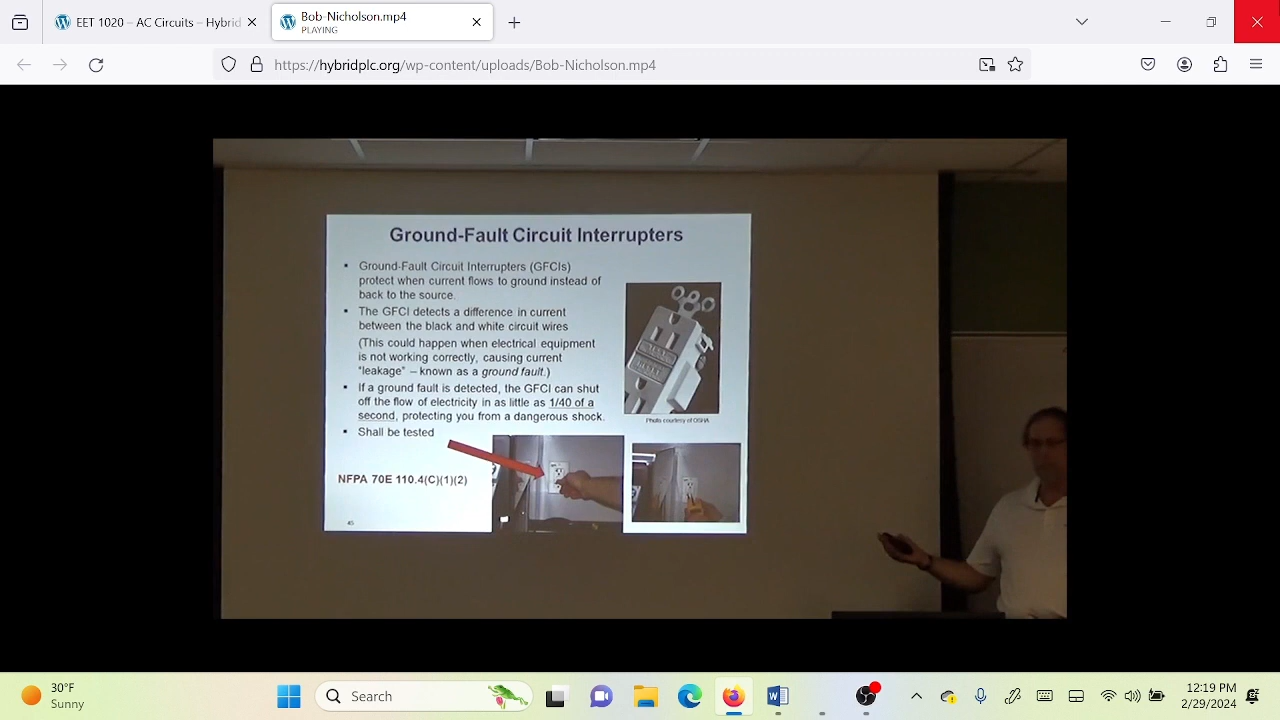 EET 1020 – AC Circuits – Hybrid
Bob-Nicholson.mp4
PLAYING
https://hybridplc.org/wp-content/uploads/Bob-Nicholson.mp4
Ground-Fault Circuit Interrupters
Ground-Fault Circuit Interrupters (GFCIs)
protect when current flows to ground instead of
back to the source.
The GFCI detects a difference in current
between the black and white circuit wires
(This could happen when electrical equipment
is not working correctly, causing current
"leakage" – known as a ground fault.)
If a ground fault is detected, the GFCI can shut
off the flow of electricity in as little as 1/40 of a
second, protecting you from a dangerous shock.
Shall be tested
NFPA 70E 110.4(C)(1)(2)
Photo courtesy of OSHA
45
30°F
Sunny
Search
12:19 PM
2/29/2024